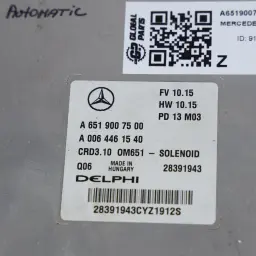 AUTOMATIC
GLOBAL PARTS
A6519007
MERCEDE
ID: 91
Z
FV 10.15
HW 10.15
PD 13 M03
A 651 900 75 00
A 006 446 15 40
CRD3.10 OM651 - SOLENOID
Q06 MADE IN HUNGARY 28391943
DELPHI
28391943CYZ1912S